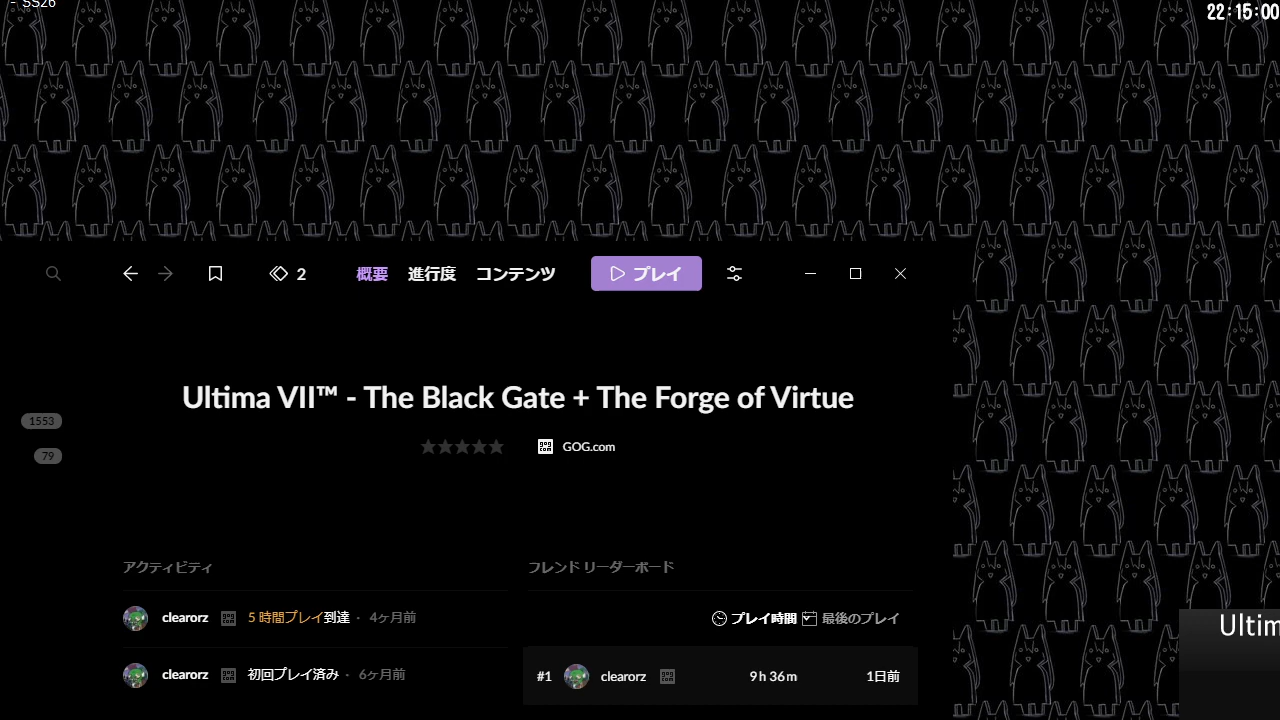 - SS26
22:15:00
2 概要 進行度 コンテンツ プレイ
Ultima VII™ - The Black Gate + The Forge of Virtue
1553
GOG.com
79
アクティビティ
フレンド リーダーボード
clearorz 5 時間プレイ到達 · 4ヶ月前
プレイ時間 最後のプレイ
Ultim
clearorz 初回プレイ済み · 6ヶ月前
#1 clearorz 9h 36m 1日前